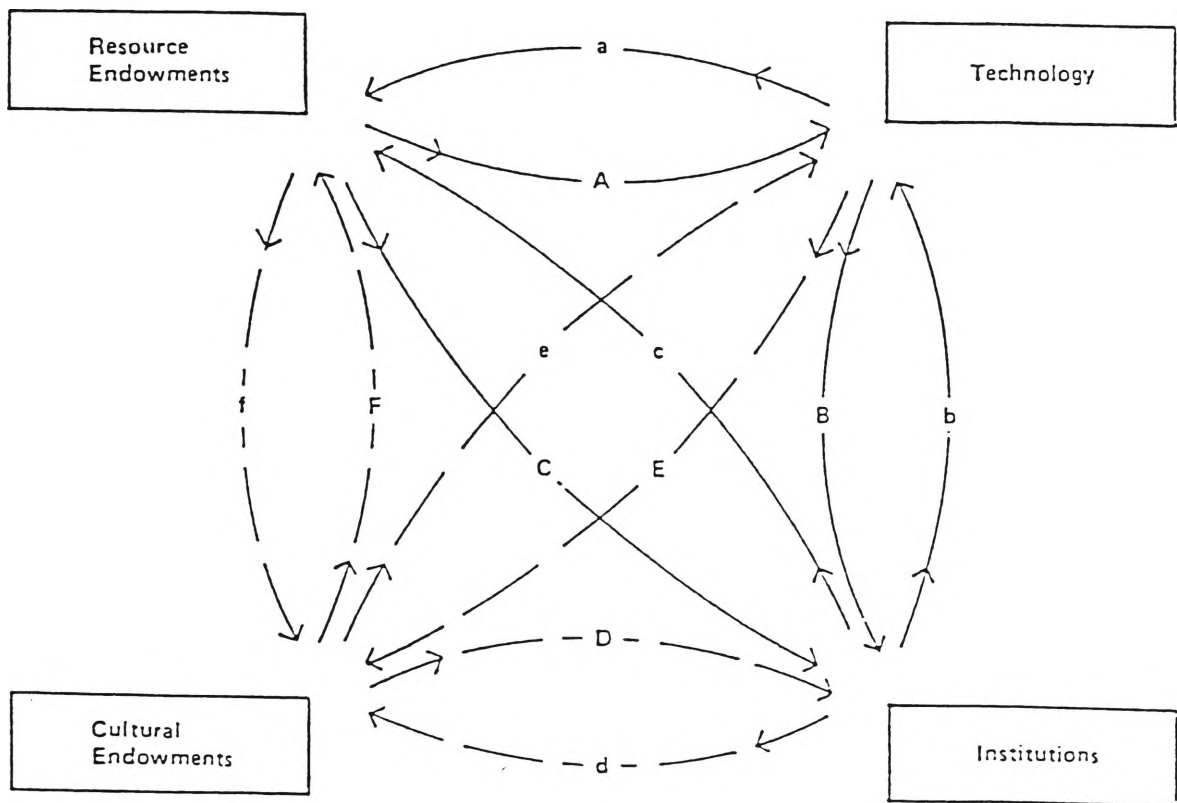 Resource
Endowments
a
Technology
A
e
c
f
F
B
b
C
E
D
Cultural
Endowments
d
Institutions